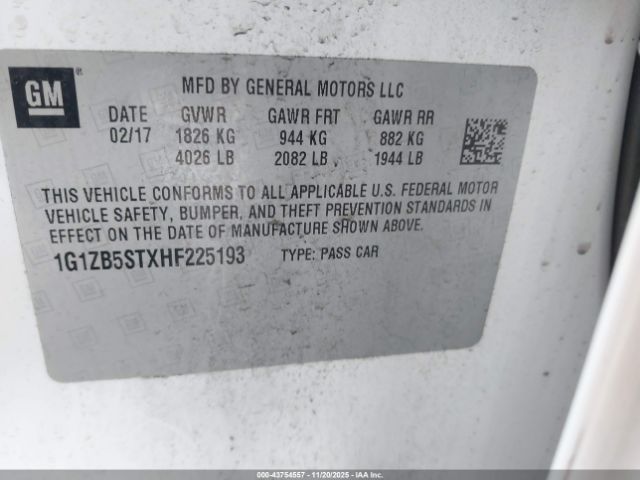 GM ®
MFD BY GENERAL MOTORS LLC
DATE GVWR GAWR FRT GAWR RR
02/17 1826 KG 944 KG 882 KG
4026 LB 2082 LB 1944 LB
THIS VEHICLE CONFORMS TO ALL APPLICABLE U.S. FEDERAL MOTOR
VEHICLE SAFETY, BUMPER, AND THEFT PREVENTION STANDARDS IN
EFFECT ON THE DATE OF MANUFACTURE SHOWN ABOVE.
1G1ZB5STXHF225193 TYPE: PASS CAR
000-43754557 - 11/20/2025 - IAAI.COM